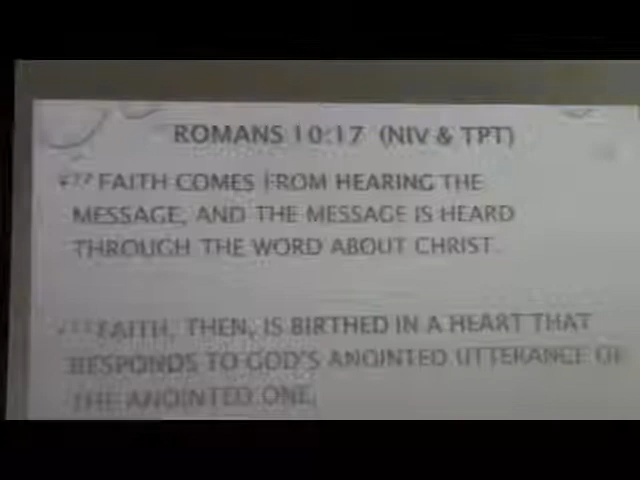 ROMANS 10:17 (NIV & TPT)
FAITH COMES FROM HEARING THE
MESSAGE, AND THE MESSAGE IS HEARD
THROUGH THE WORD ABOUT CHRIST.
FAITH, THEN, IS BIRTHED IN A HEART THAT
RESPONDS TO GOD'S ANOINTED UTTERANCE OF
THE ANOINTED ONE.